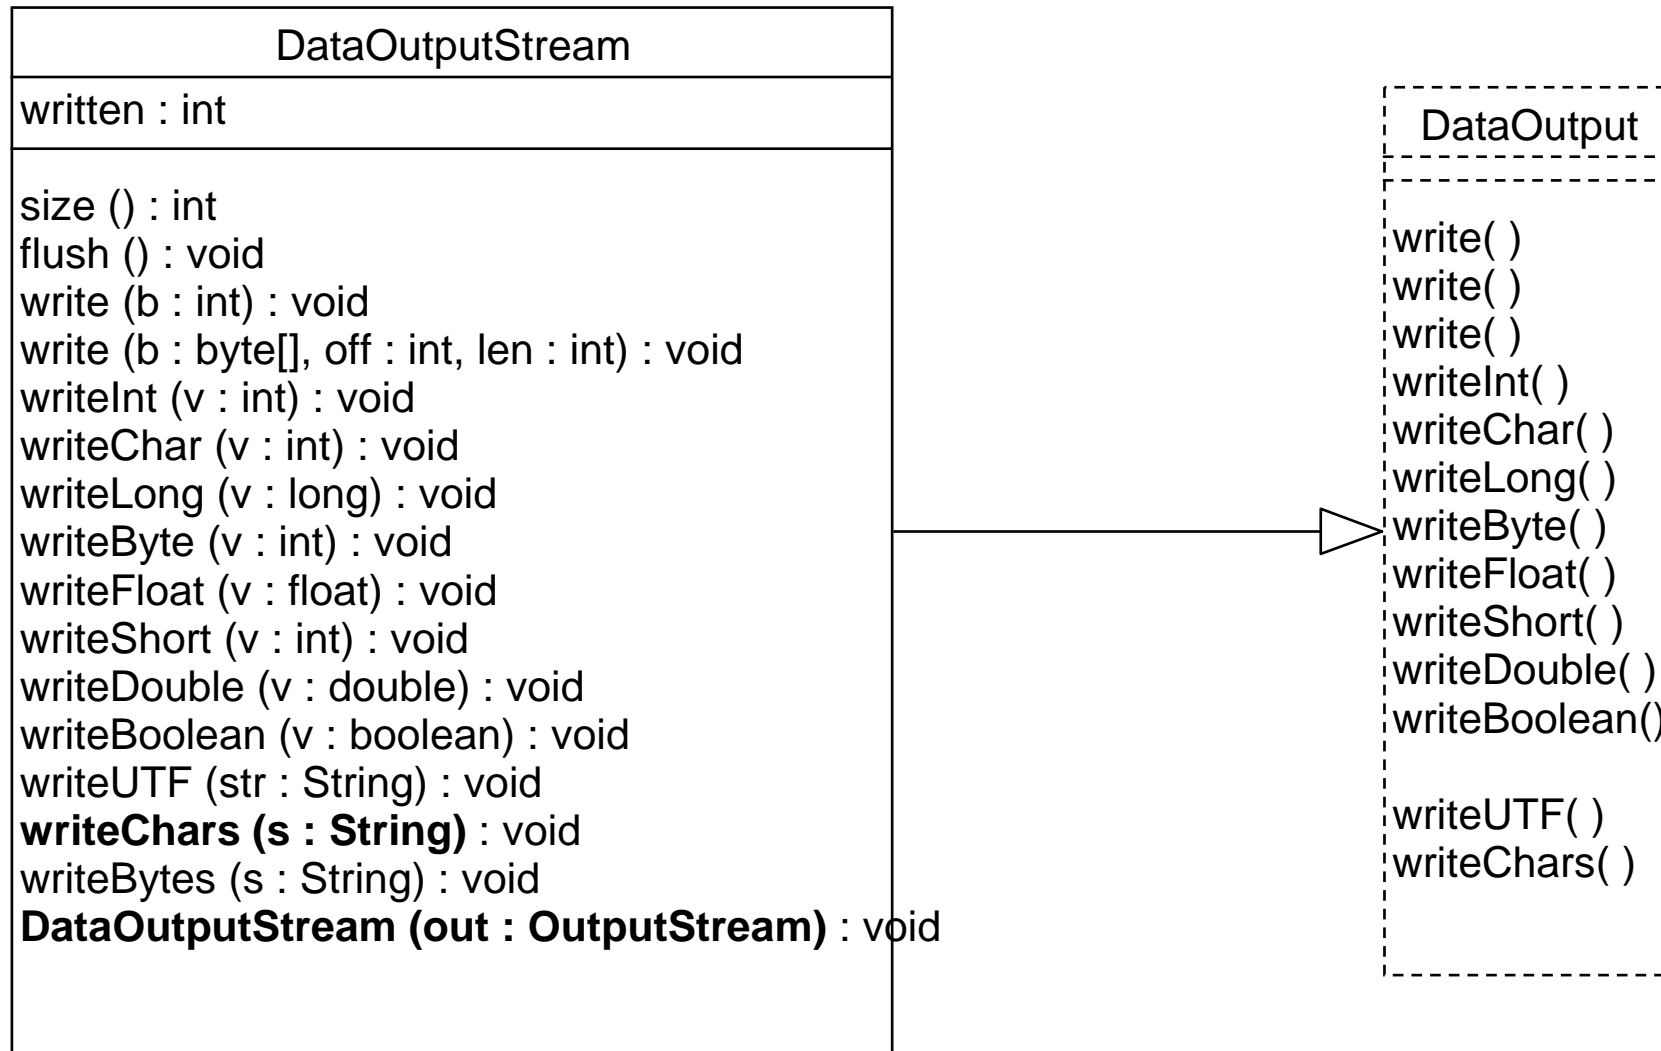 DataOutputStream
written : int
size () : int
flush () : void
write (b : int) : void
write (b : byte[], off : int, len : int) : void
writeInt (v : int) : void
writeChar (v : int) : void
writeLong (v : long) : void
writeByte (v : int) : void
writeFloat (v : float) : void
writeShort (v : int) : void
writeDouble (v : double) : void
writeBoolean (v : boolean) : void
writeUTF (str : String) : void
writeChars (s : String) : void
writeBytes (s : String) : void
DataOutputStream (out : OutputStream) : void
DataOutput
write( )
write( )
write( )
writeInt( )
writeChar( )
writeLong( )
writeByte( )
writeFloat( )
writeShort( )
writeDouble( )
writeBoolean()
writeUTF( )
writeChars( )